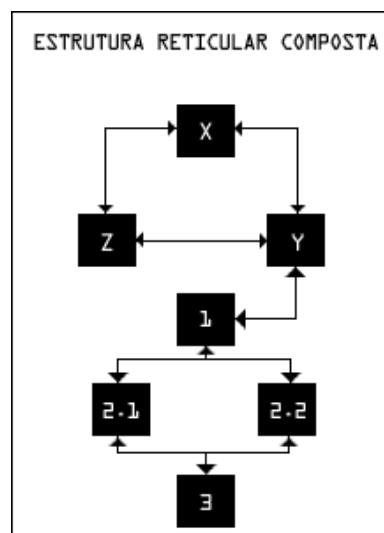 ESTRUTURA RETICULAR COMPOSTA
X
Z Y
1
2.1 2.2
3